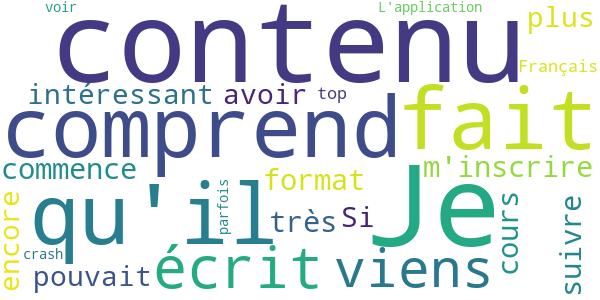 voir
L'application
contenu
plus
Français
intéressant
avoir
top
comprend
fait
commence
m'inscrire
format
qu'il
parfois
très
Si
Je
encore
cours
suivre
crash
pouvait
écrit
viens